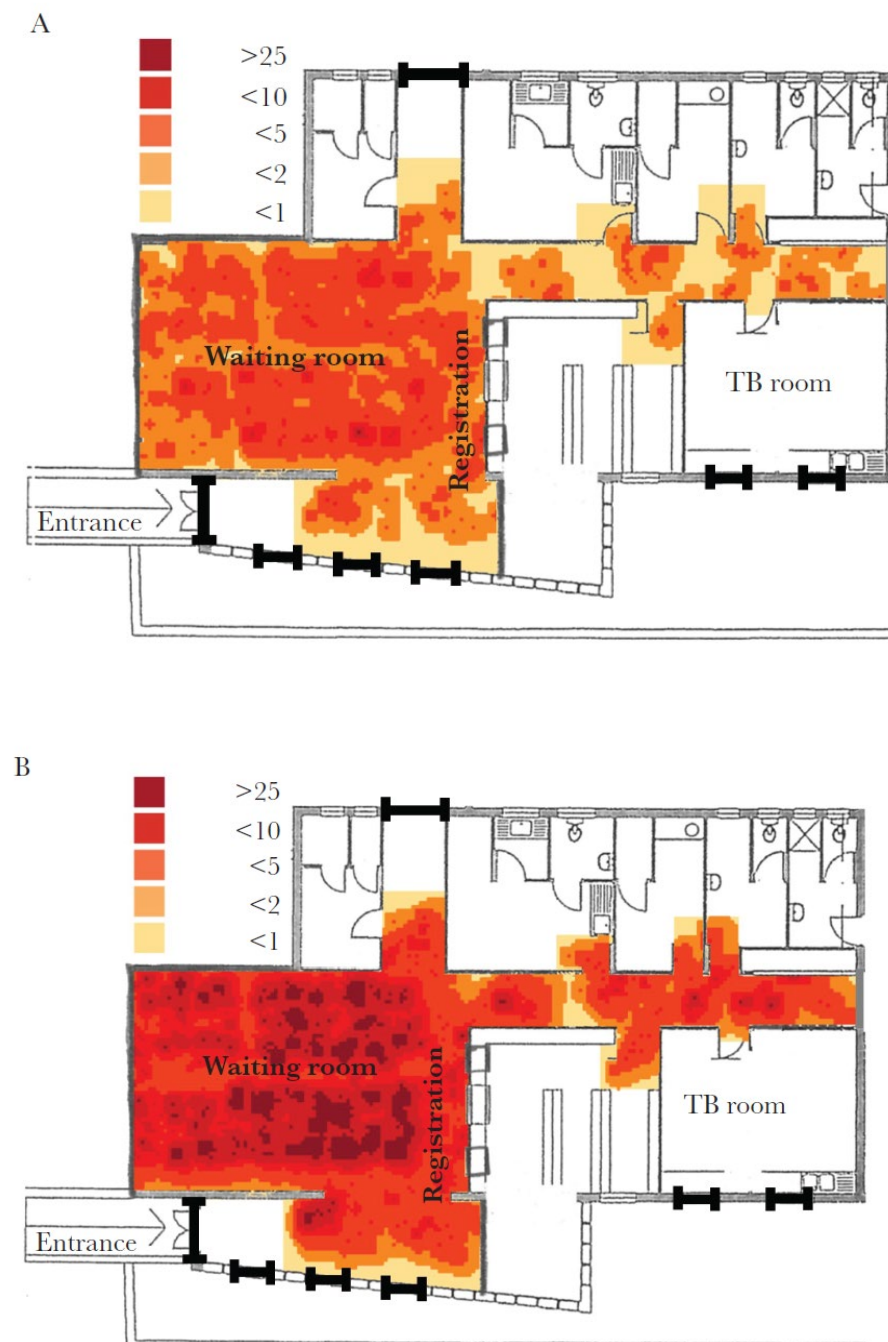 A
>25
<10
<5
<2
<1
Waiting room
Registration
TB room
Entrance
B
>25
<10
<5
<2
<1
Waiting room
Registration
TB room
Entrance